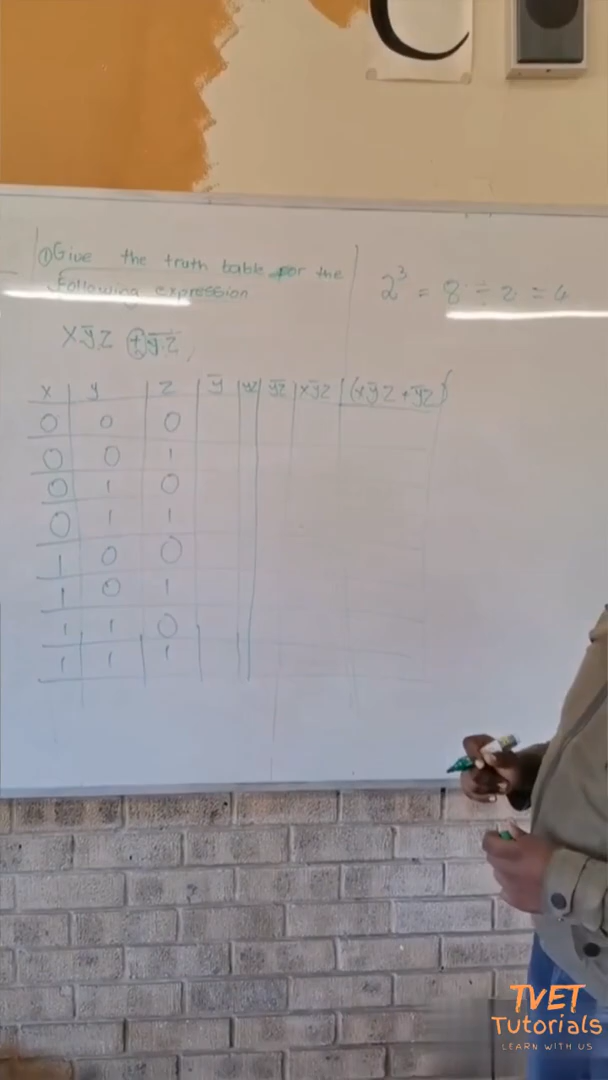 ① Give the truth table for the
following expression
2³ = 8 ÷ 2 = 4
xȳz + y̅z̅
x y z ȳ yz y̅z̅ xȳz (xȳz + y̅z̅)
0 0 0
0 0 1
0 1 0
0 1 1
1 0 0
1 0 1
1 1 0
1 1 1
TVET
Tutorials
LEARN WITH US